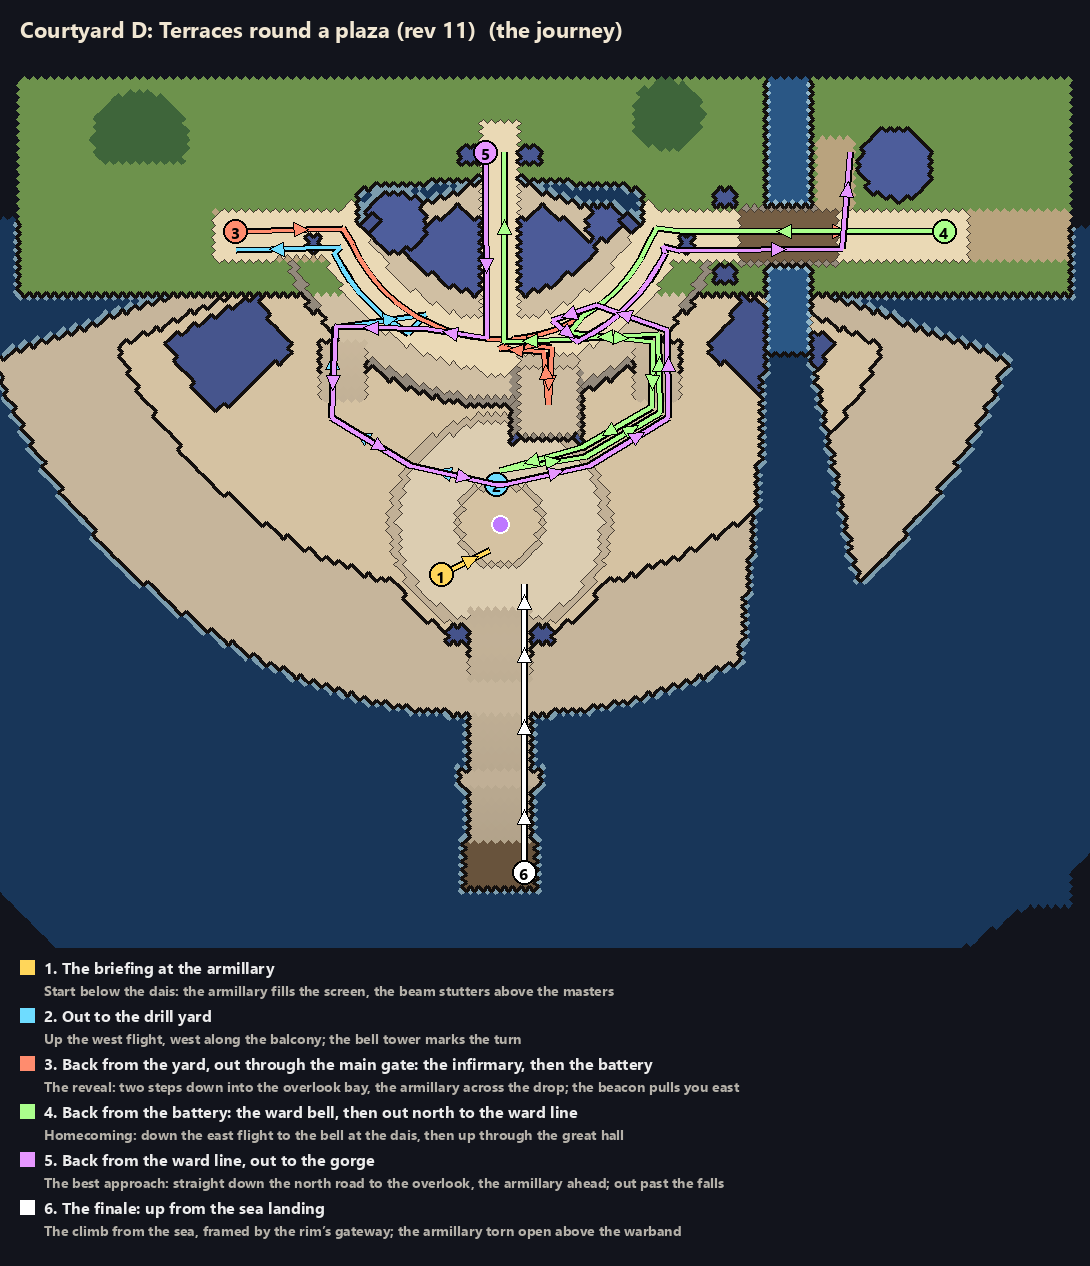 Courtyard D: Terraces round a plaza (rev 11)  (the journey)
5
3
4
2
1
6
1. The briefing at the armillary
Start below the dais: the armillary fills the screen, the beam stutters above the masters
2. Out to the drill yard
Up the west flight, west along the balcony; the bell tower marks the turn
3. Back from the yard, out through the main gate: the infirmary, then the battery
The reveal: two steps down into the overlook bay, the armillary across the drop; the beacon pulls you east
4. Back from the battery: the ward bell, then out north to the ward line
Homecoming: down the east flight to the bell at the dais, then up through the great hall
5. Back from the ward line, out to the gorge
The best approach: straight down the north road to the overlook, the armillary ahead; out past the falls
6. The finale: up from the sea landing
The climb from the sea, framed by the rim's gateway; the armillary torn open above the warband